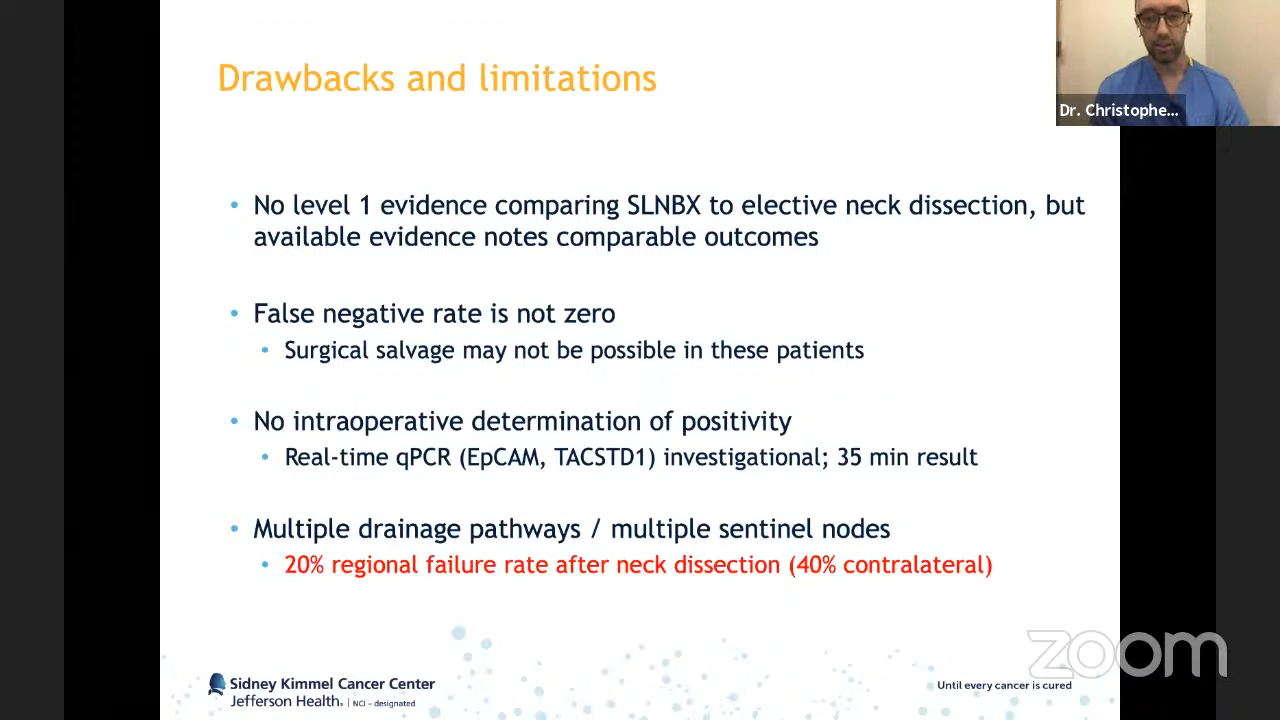 Drawbacks and limitations
Dr. Christophe...
• No level 1 evidence comparing SLNBX to elective neck dissection, but
available evidence notes comparable outcomes
• False negative rate is not zero
• Surgical salvage may not be possible in these patients
• No intraoperative determination of positivity
• Real-time qPCR (EpCAM, TACSTD1) investigational; 35 min result
• Multiple drainage pathways / multiple sentinel nodes
• 20% regional failure rate after neck dissection (40% contralateral)
zoom
Sidney Kimmel Cancer Center
Jefferson Health. | NCI – designated
Until every cancer is cured